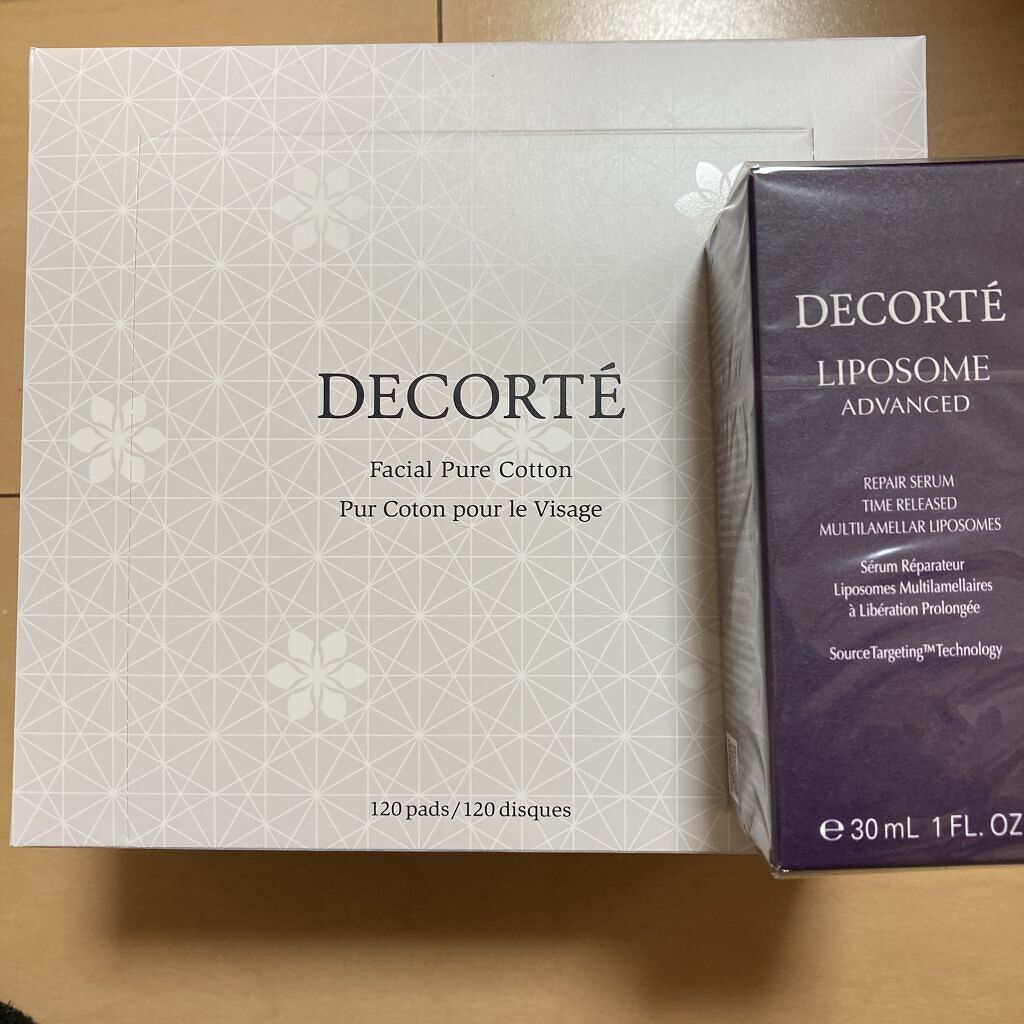 DECORTÉ
Facial Pure Cotton
Pur Coton pour le Visage
120 pads/120 disques
DECORTÉ
LIPOSOME
ADVANCED
REPAIR SERUM
TIME RELEASED
MULTILAMELLAR LIPOSOMES
Sérum Réparateur
Liposomes Multilamellaires
à Libération Prolongée
SourceTargeting™Technology
℮ 30 mL 1 FL. OZ